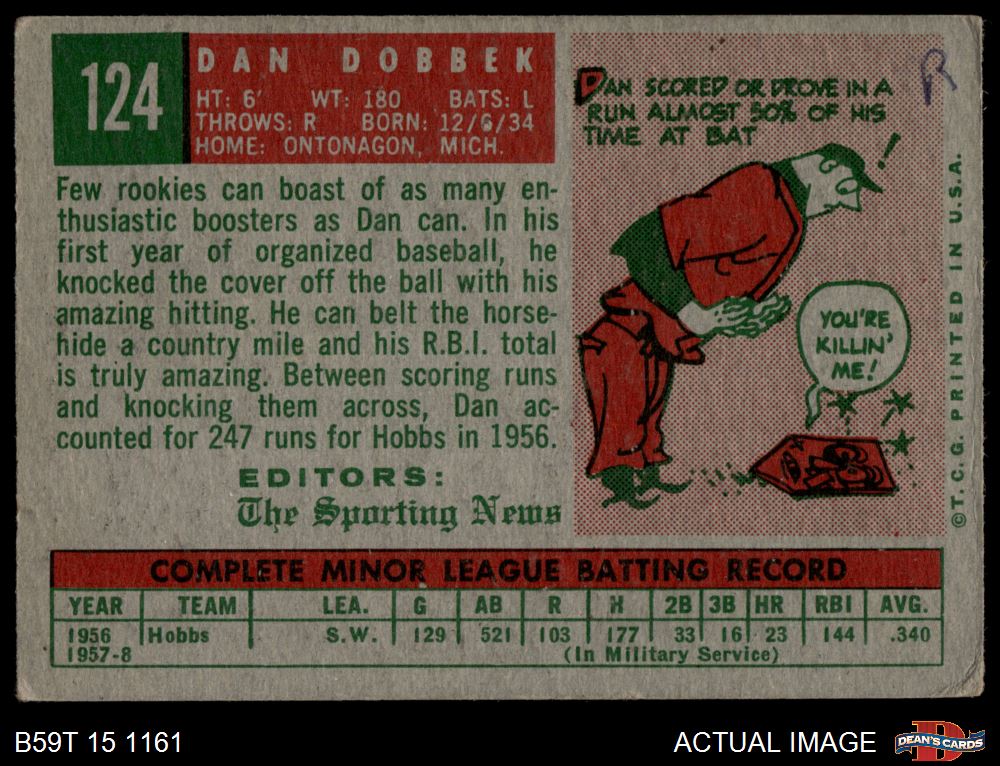 124
DAN DOBBEK
HT: 6' WT: 180 BATS: L
THROWS: R BORN: 12/6/34
HOME: ONTONAGON, MICH.
Few rookies can boast of as many en-
thusiastic boosters as Dan can. In his
first year of organized baseball, he
knocked the cover off the ball with his
amazing hitting. He can belt the horse-
hide a country mile and his R.B.I. total
is truly amazing. Between scoring runs
and knocking them across, Dan ac-
counted for 247 runs for Hobbs in 1956.
EDITORS:
The Sporting News
DAN SCORED OR DROVE IN A
RUN ALMOST 50% OF HIS
TIME AT BAT
!
R
YOU'RE
KILLIN'
ME!
©T.C.G. PRINTED IN U.S.A.
COMPLETE MINOR LEAGUE BATTING RECORD
YEAR TEAM LEA. G AB R H 2B 3B HR RBI AVG.
1956 Hobbs S.W. 129 521 103 177 33 16 23 144 .340
1957-8 (In Military Service)
B59T 15 1161
ACTUAL IMAGE
DEAN'S CARDS